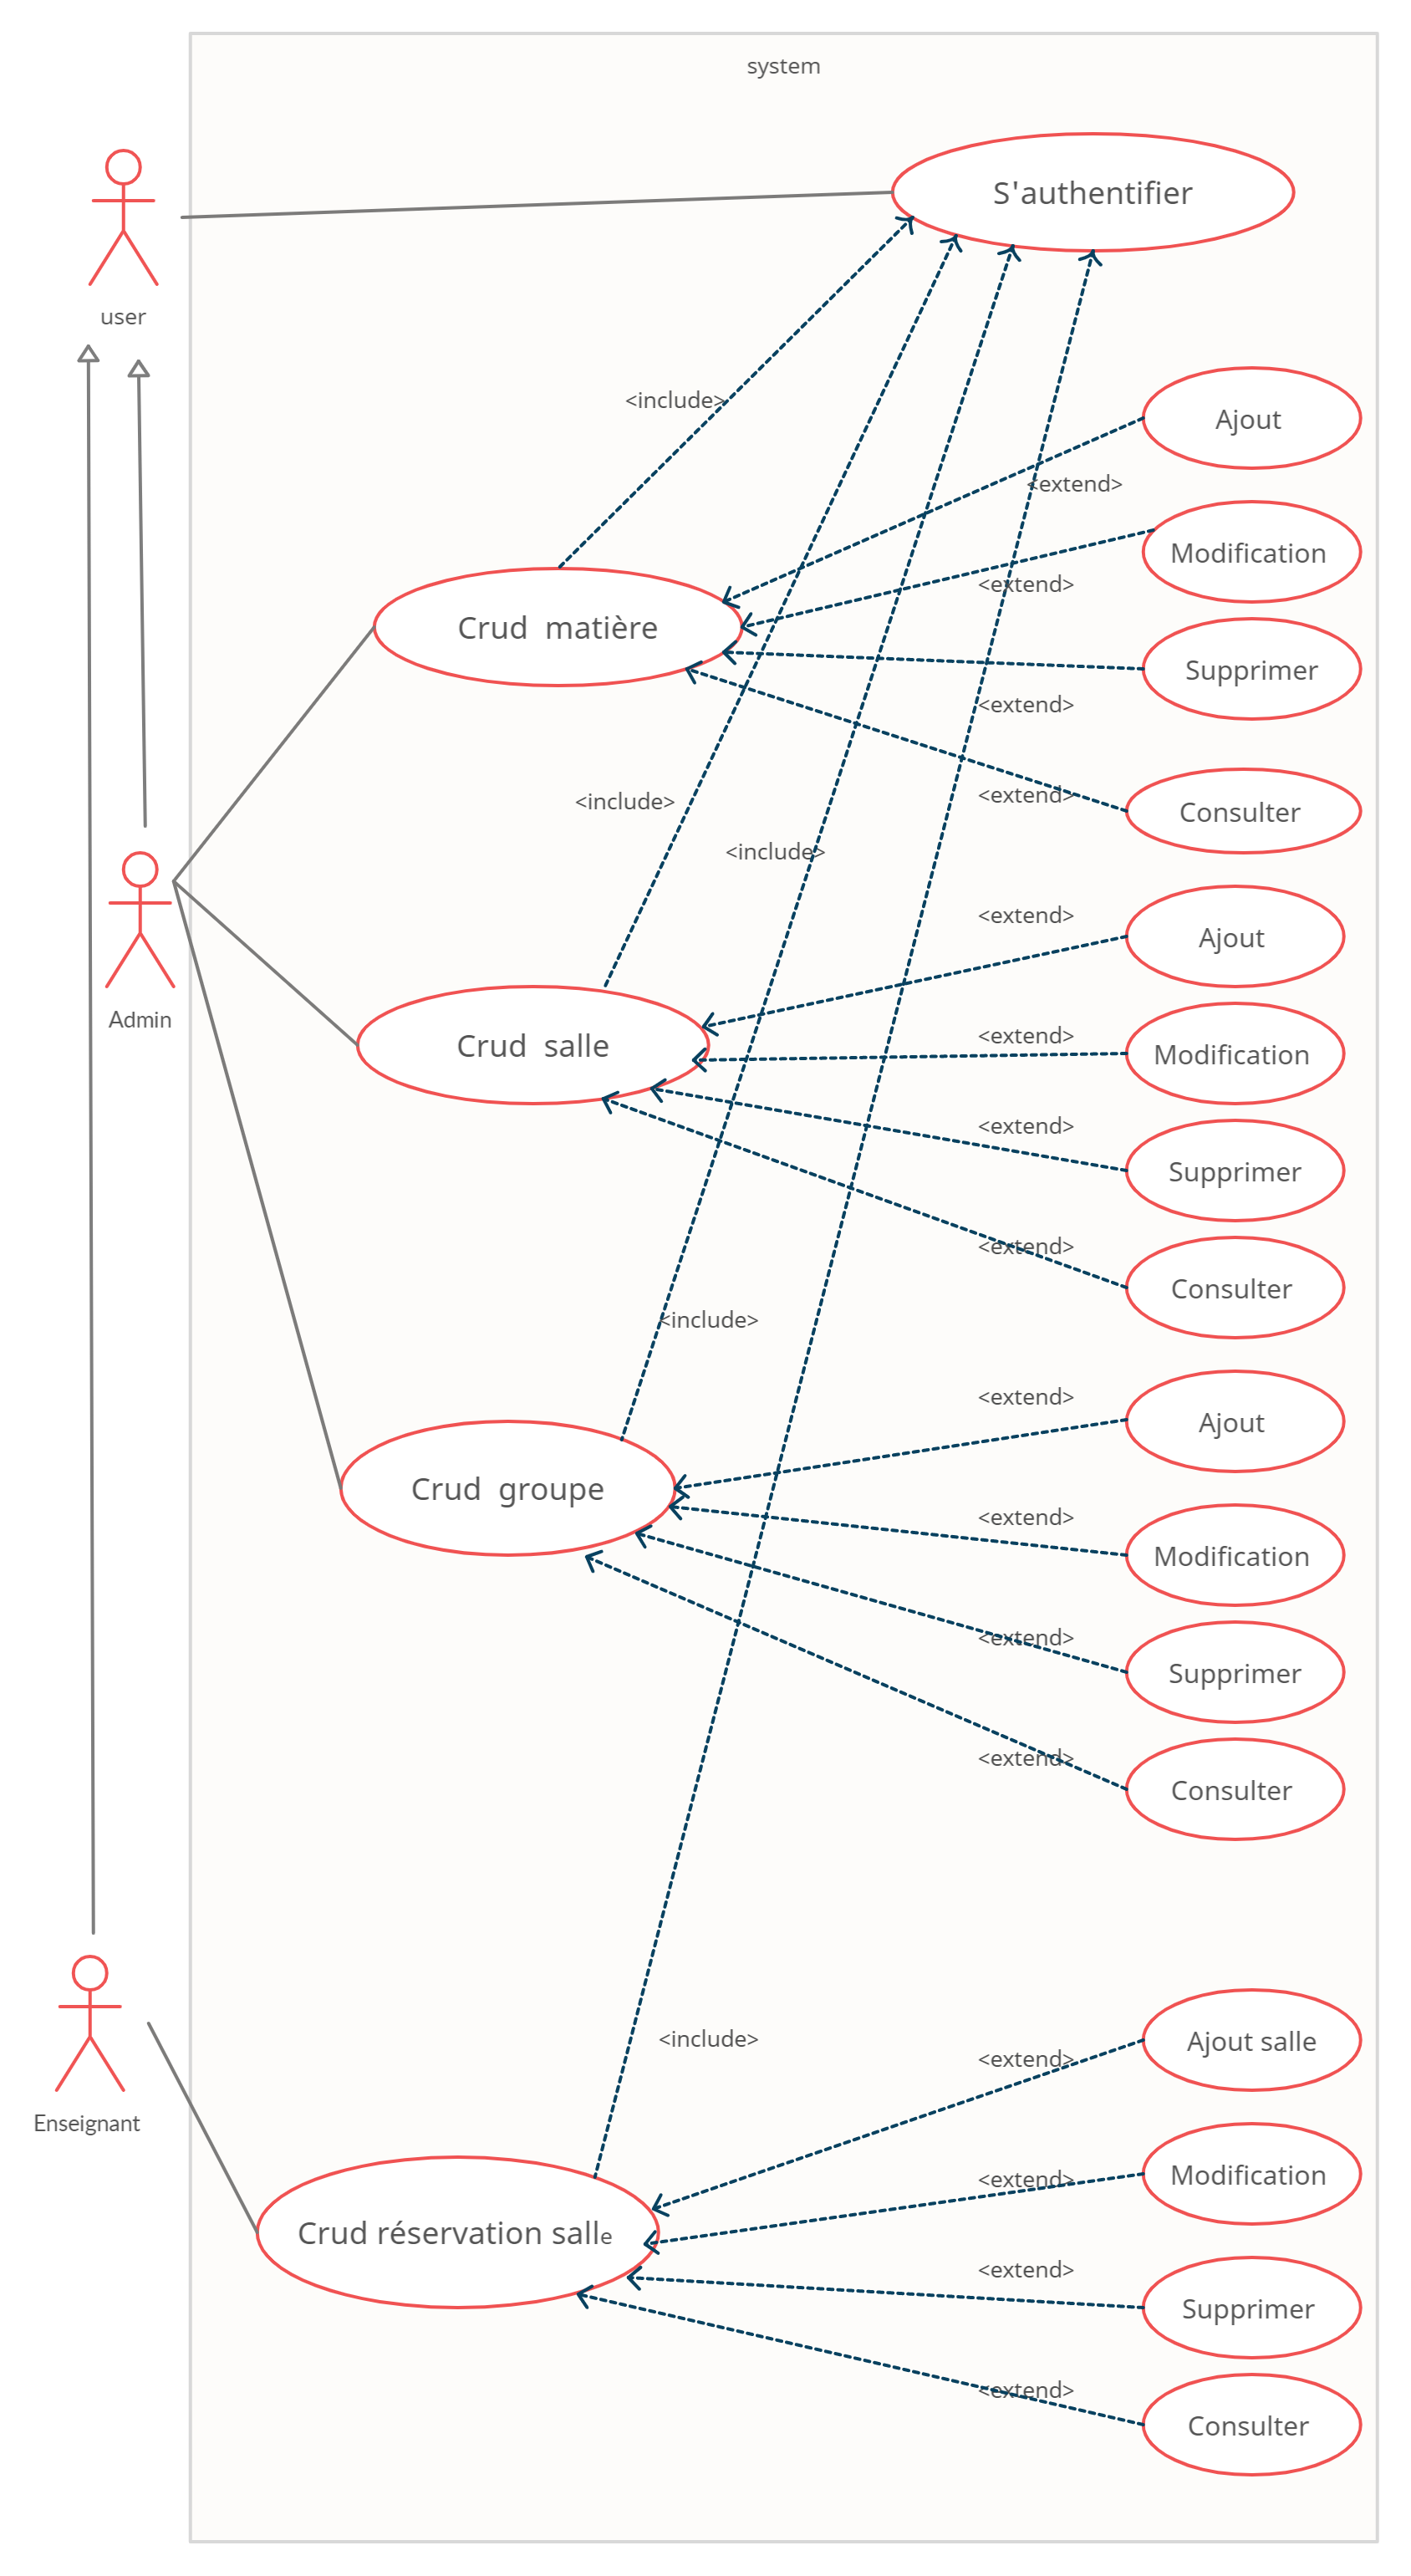 system
S'authentifier
user
<include>
Ajout
<extend>
Modification
<extend>
Crud  matière
Supprimer
<extend>
<extend>
Consulter
<include>
<include>
<extend>
Ajout
Admin
<extend>
Crud  salle
Modification
<extend>
Supprimer
<extend>
Consulter
<include>
<extend>
Ajout
Crud  groupe
<extend>
Modification
<extend>
Supprimer
<extend>
Consulter
<include>
<extend>
Ajout salle
Enseignant
<extend>
Modification
Crud réservation salle
<extend>
Supprimer
<extend>
Consulter